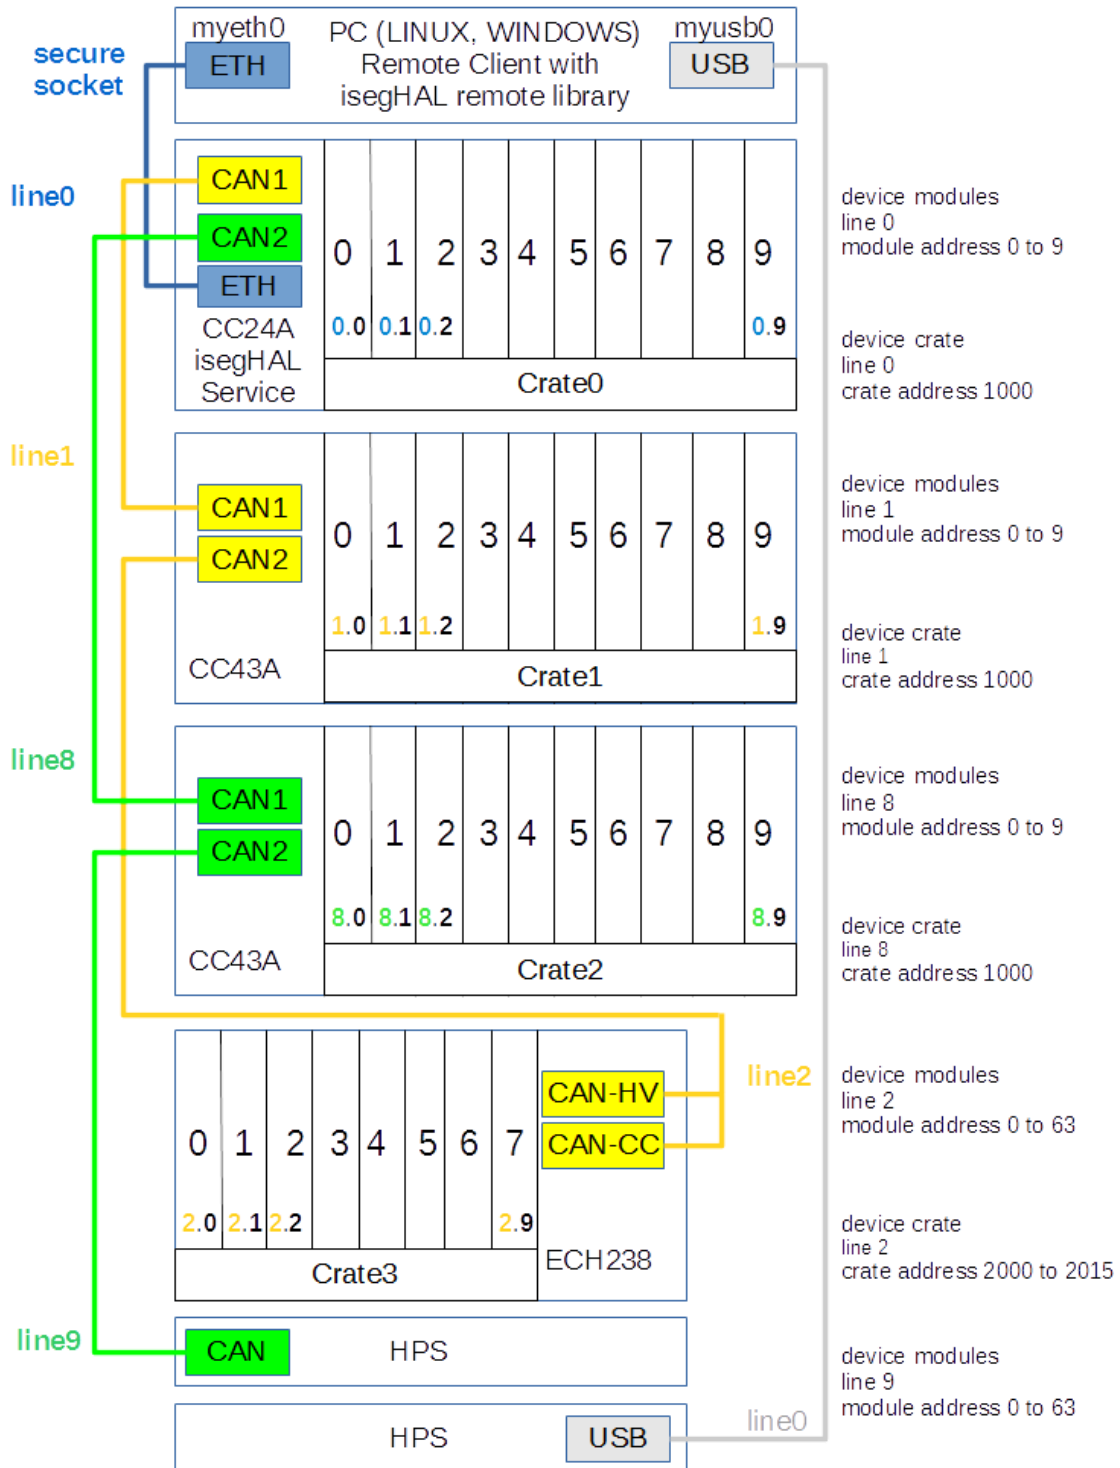 myeth0
PC (LINUX, WINDOWS)
myusb0
ETH
Remote Client with
USB
isegHAL remote library
secure
socket
line0
CAN1
CAN2
ETH
CC24A
isegHAL
Service
0 1 2 3 4 5 6 7 8 9
0.0 0.1 0.2 0.9
Crate0
device modules
line 0
module address 0 to 9
device crate
line 0
crate address 1000
line1
CAN1
CAN2
CC43A
0 1 2 3 4 5 6 7 8 9
1.0 1.1 1.2 1.9
Crate1
device modules
line 1
module address 0 to 9
device crate
line 1
crate address 1000
line8
CAN1
CAN2
CC43A
0 1 2 3 4 5 6 7 8 9
8.0 8.1 8.2 8.9
Crate2
device modules
line 8
module address 0 to 9
device crate
line 8
crate address 1000
0 1 2 3 4 5 6 7
2.0 2.1 2.2 2.9
Crate3
CAN-HV
CAN-CC
ECH238
line2
device modules
line 2
module address 0 to 63
device crate
line 2
crate address 2000 to 2015
line9
CAN
HPS
device modules
line 9
module address 0 to 63
HPS
USB
line0